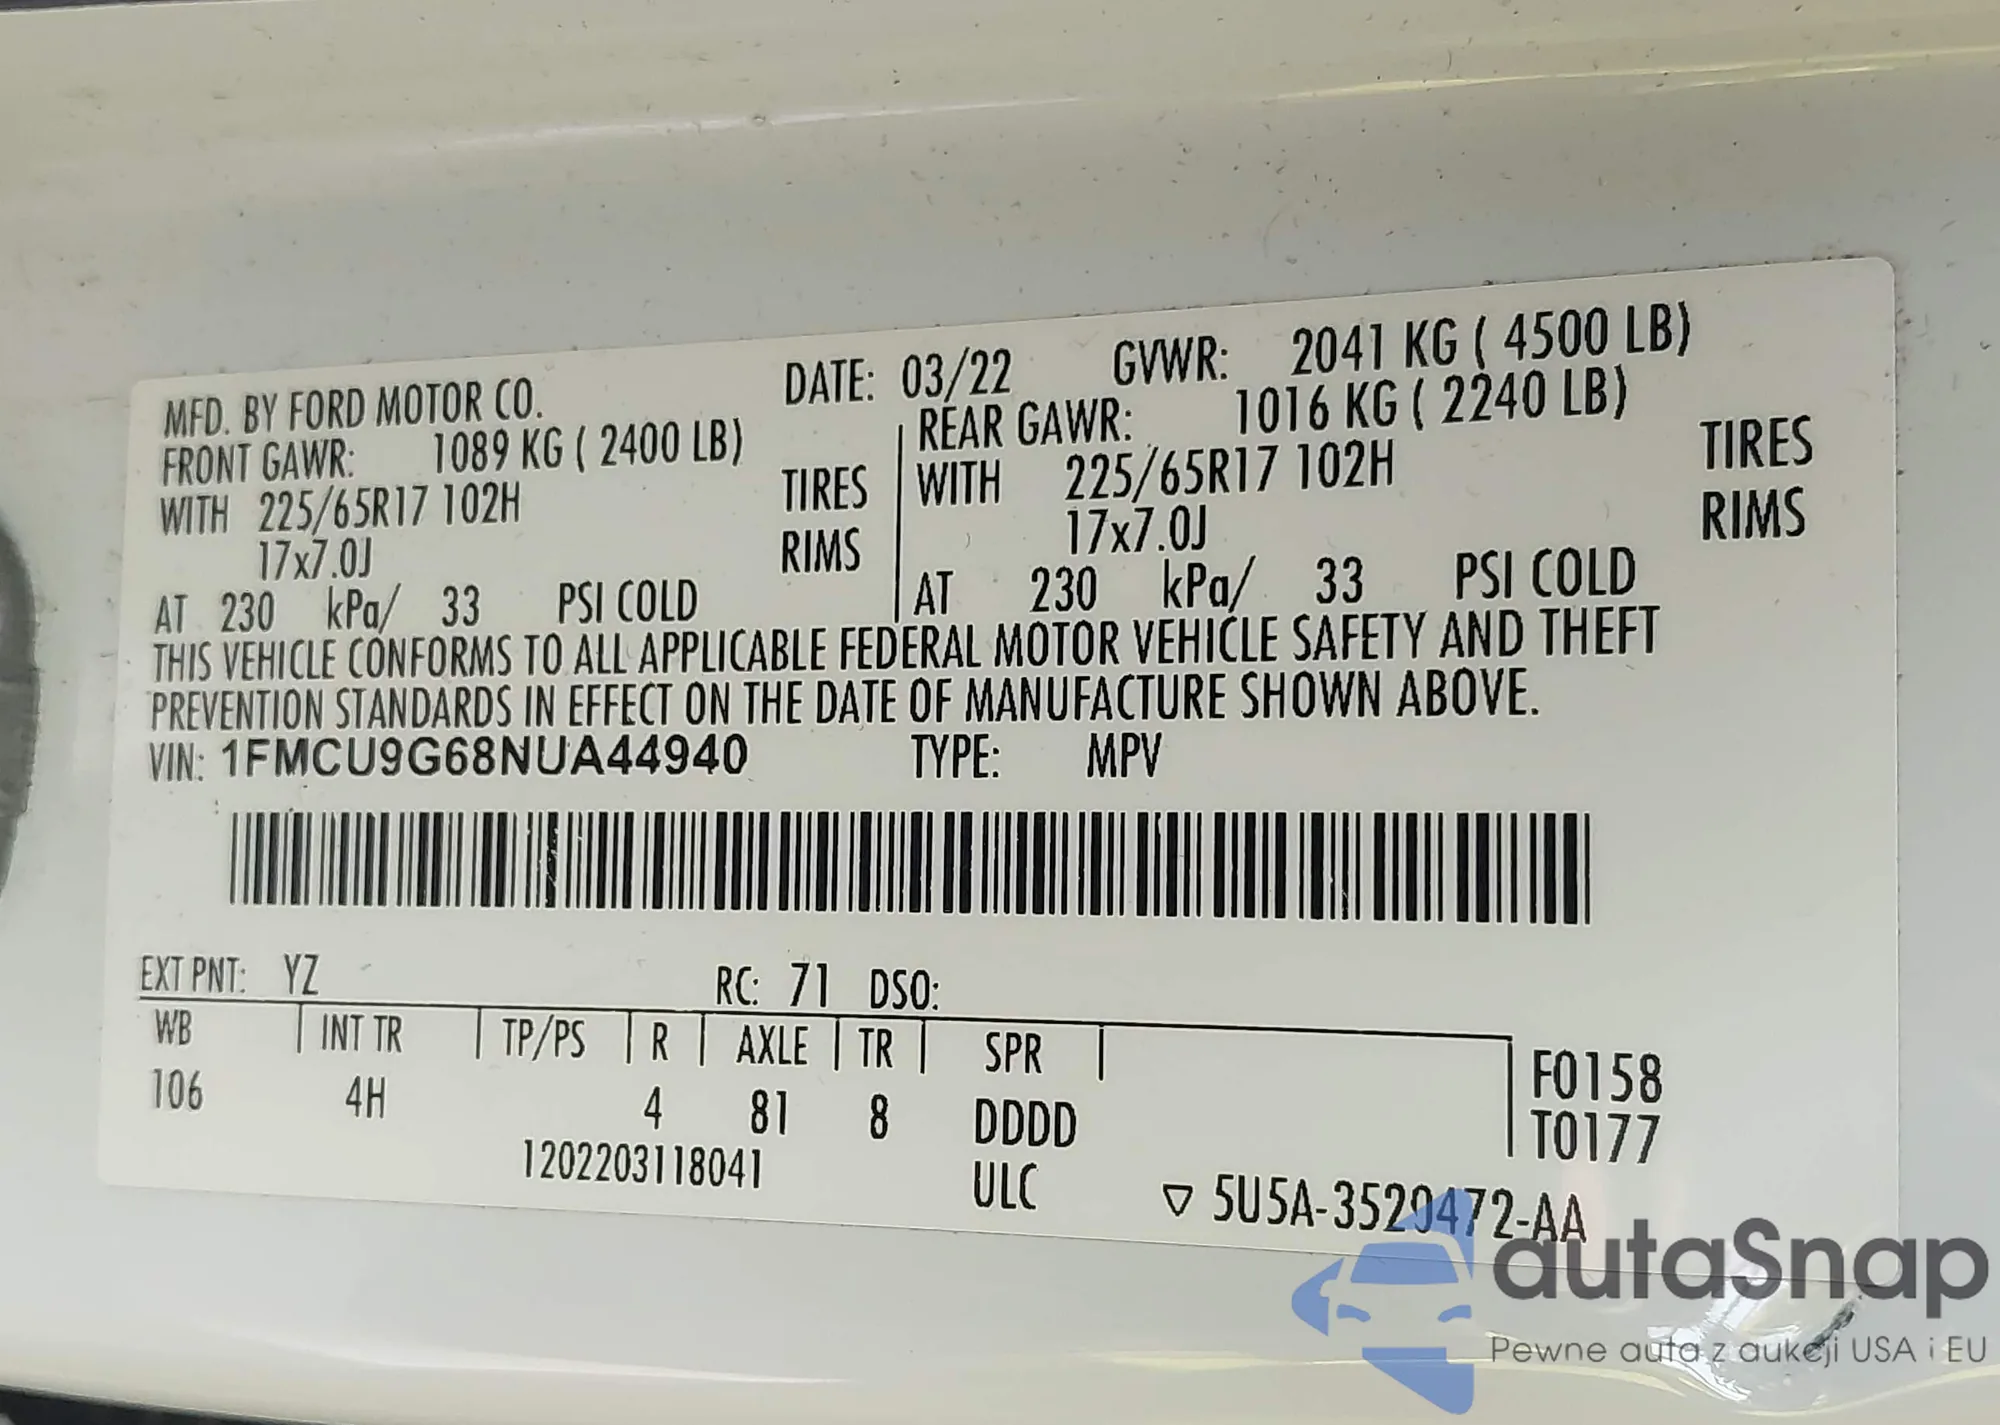 MFD. BY FORD MOTOR CO. DATE: 03/22 GVWR: 2041 KG ( 4500 LB)
FRONT GAWR: 1089 KG ( 2400 LB) REAR GAWR: 1016 KG ( 2240 LB)
WITH 225/65R17 102H TIRES WITH 225/65R17 102H TIRES
17x7.0J RIMS 17x7.0J RIMS
AT 230 kPa/ 33 PSI COLD AT 230 kPa/ 33 PSI COLD
THIS VEHICLE CONFORMS TO ALL APPLICABLE FEDERAL MOTOR VEHICLE SAFETY AND THEFT
PREVENTION STANDARDS IN EFFECT ON THE DATE OF MANUFACTURE SHOWN ABOVE.
VIN: 1FMCU9G68NUA44940 TYPE: MPV
EXT PNT: YZ RC: 71 DSO:
WB INT TR TP/PS R AXLE TR SPR F0158
106 4H 4 81 8 DDDD T0177
1202203118041 ULC ▽ 5U5A-3520472-AA
autaSnap
Pewne auta z aukcji USA i EU